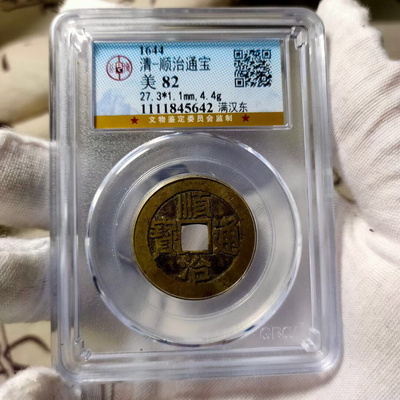 1644
清-顺治通宝
美 82
27.3*1.1mm,4.4g
1111845642 满汉东
文物鉴定委员会监制
順
寶 通
治